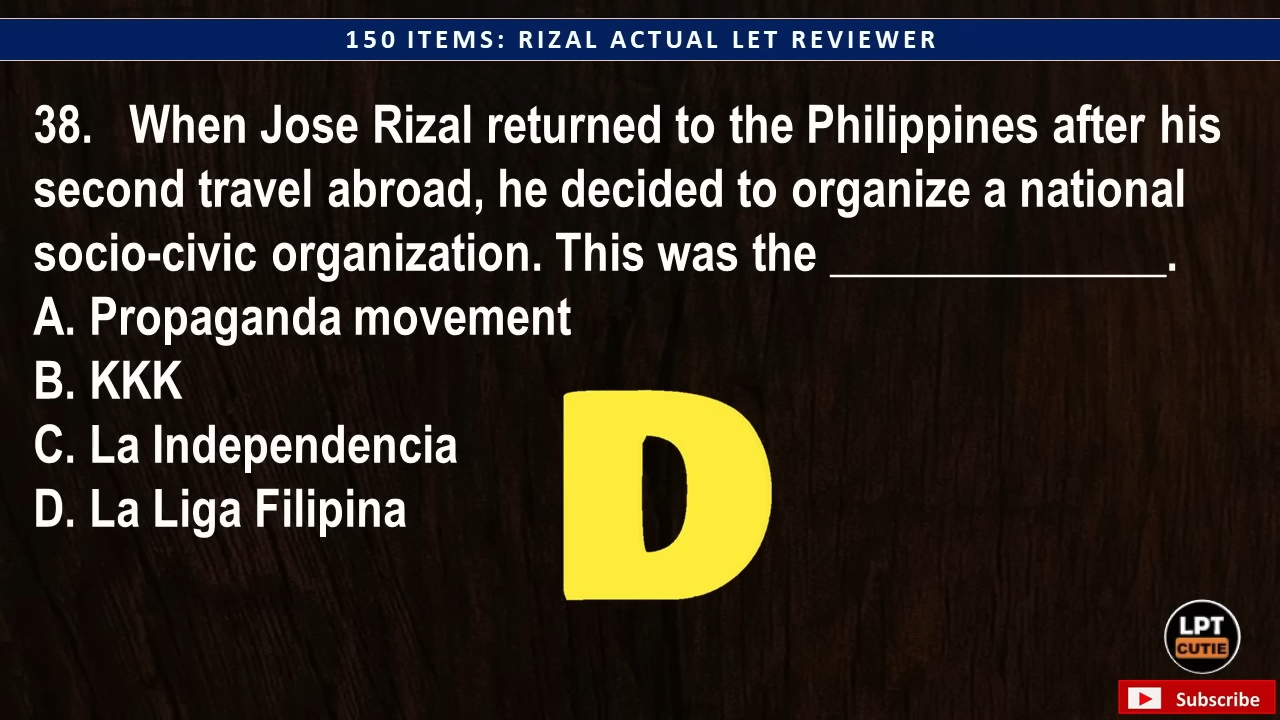 150 ITEMS: RIZAL ACTUAL LET REVIEWER
38. When Jose Rizal returned to the Philippines after his
second travel abroad, he decided to organize a national
socio-civic organization. This was the ______________.
A. Propaganda movement
B. KKK
C. La Independencia
D. La Liga Filipina
D
LPT
CUTIE
Subscribe